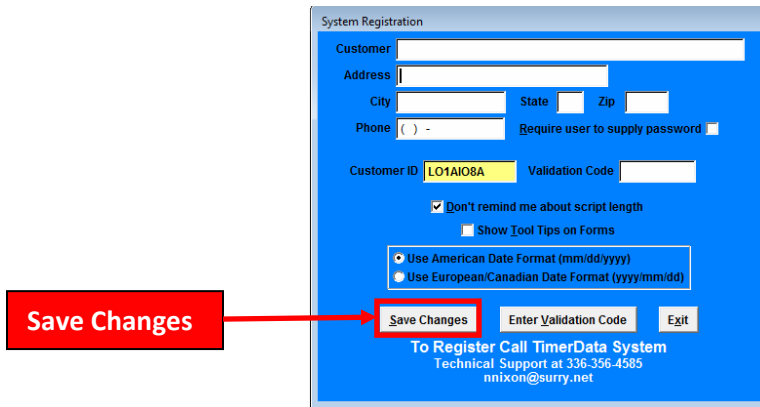 System Registration
Customer
Address
City State Zip
Phone ( ) - Require user to supply password
Customer ID LO1AIO8A Validation Code
Don't remind me about script length
Show Tool Tips on Forms
Use American Date Format (mm/dd/yyyy)
Use European/Canadian Date Format (yyyy/mm/dd)
Save Changes Save Changes Enter Validation Code Exit
To Register Call TimerData System
Technical Support at 336-356-4585
nnixon@surry.net